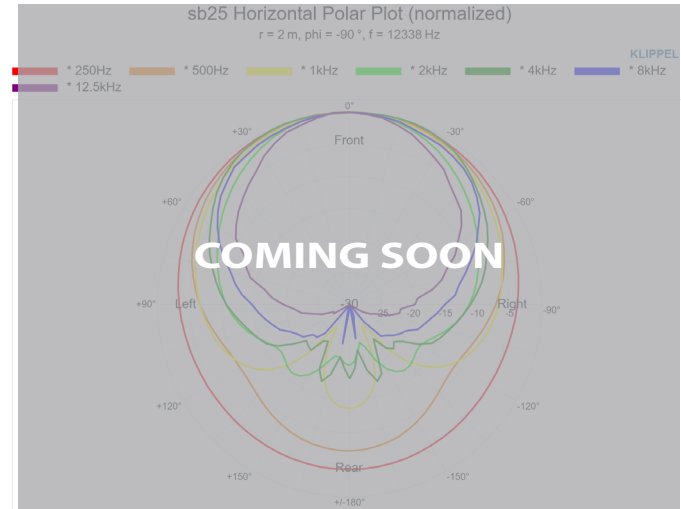 sb25 Horizontal Polar Plot (normalized)
r = 2 m, phi = -90 °, f = 12338 Hz
KLIPPEL
* 250Hz * 500Hz * 1kHz * 2kHz * 4kHz * 8kHz
* 12.5kHz
0°
+30° -30°
Front
+60° -60°
COMING SOON
+90° Left -30 -25 -20 -15 -10 -5 Right -90°
+120° -120°
Rear
+150° -150°
+/-180°